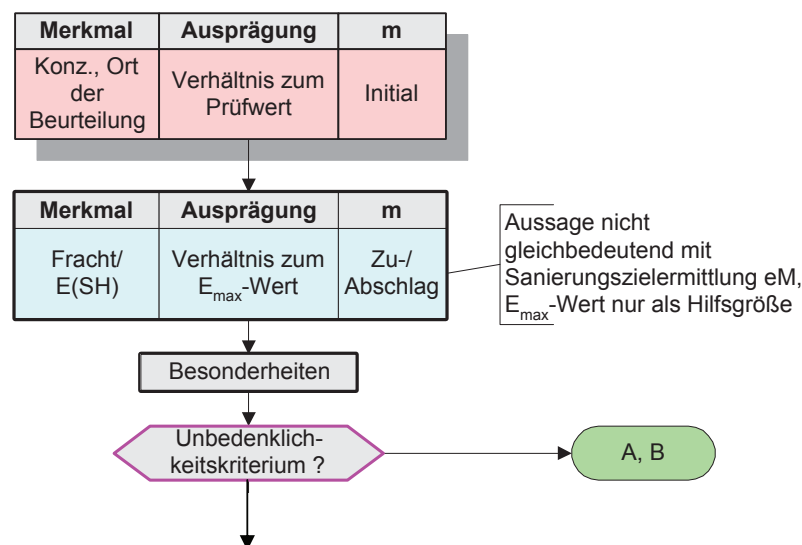 Merkmal Ausprägung m
Konz., Ort
der
Beurteilung
Verhältnis zum
Prüfwert
Initial
Merkmal Ausprägung m
Fracht/
E(SH)
Verhältnis zum
Emax-Wert
Zu-/
Abschlag
Aussage nicht
gleichbedeutend mit
Sanierungszielermittlung eM,
Emax-Wert nur als Hilfsgröße
Besonderheiten
Unbedenklich-
keitskriterium ?
A, B